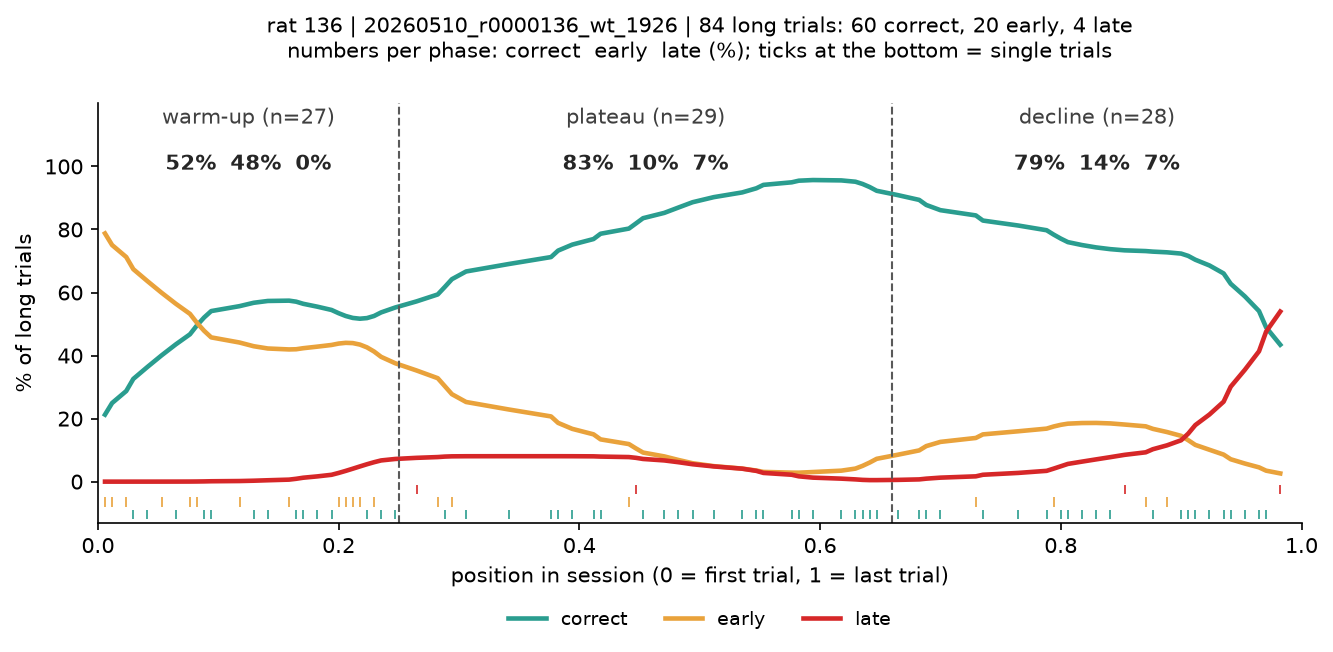 rat 136 | 20260510_r0000136_wt_1926 | 84 long trials: 60 correct, 20 early, 4 late
numbers per phase: correct  early  late (%); ticks at the bottom = single trials
warm-up (n=27)
plateau (n=29)
decline (n=28)
52%  48%  0%
83%  10%  7%
79%  14%  7%
% of long trials
100
80
60
40
20
0
0.0
0.2
0.4
0.6
0.8
1.0
position in session (0 = first trial, 1 = last trial)
correct
early
late